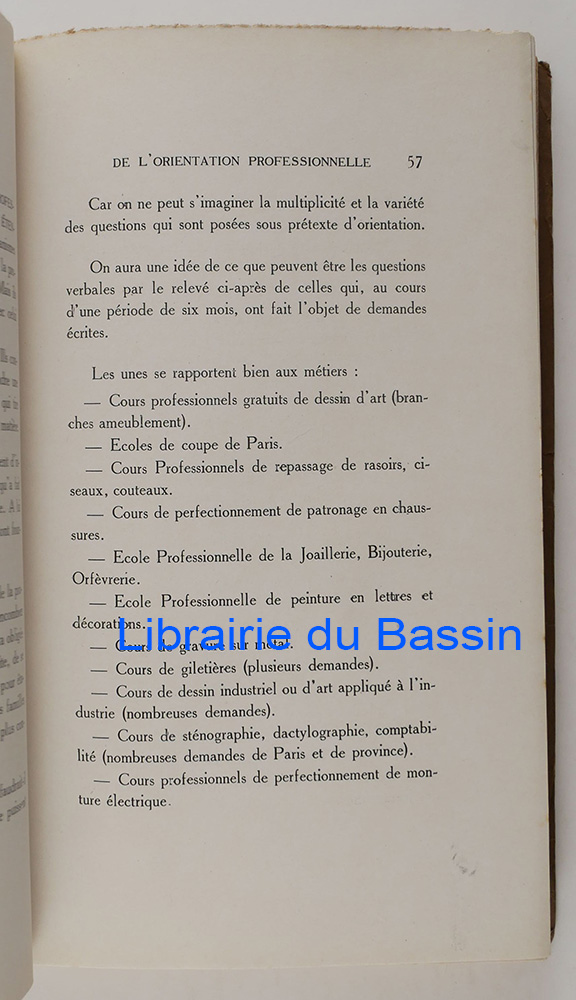 DE L'ORIENTATION PROFESSIONNELLE 57
Car on ne peut s'imaginer la multiplicité et la variété
des questions qui sont posées sous prétexte d'orientation.
On aura une idée de ce que peuvent être les questions
verbales par le relevé ci-après de celles qui, au cours
d'une période de six mois, ont fait l'objet de demandes
écrites.
Les unes se rapportent bien aux métiers :
— Cours professionnels gratuits de dessin d'art (bran-
ches ameublement).
— Ecoles de coupe de Paris.
— Cours Professionnels de repassage de rasoirs, ci-
seaux, couteaux.
— Cours de perfectionnement de patronage en chaus-
sures.
— Ecole Professionnelle de la Joaillerie, Bijouterie,
Orfèvrerie.
— Ecole Professionnelle de peinture en lettres et
décorations.
Librairie du Bassin
— Cours de gravure sur métal.
— Cours de giletières (plusieurs demandes).
— Cours de dessin industriel ou d'art appliqué à l'in-
dustrie (nombreuses demandes).
— Cours de sténographie, dactylographie, comptabi-
lité (nombreuses demandes de Paris et de province).
— Cours professionnels de perfectionnement de mon-
ture électrique.